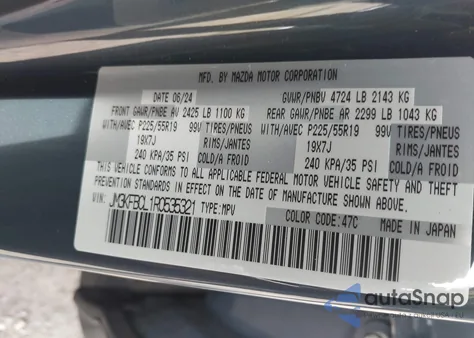 MFD. BY MAZDA MOTOR CORPORATION
DATE 06/24 GVWR/PNBV 4724 LB 2143 KG
FRONT GAWR/PNBE AV 2425 LB 1100 KG REAR GAWR/PNBE AR 2299 LB 1043 KG
WITH/AVEC P225/55R19 99V TIRES/PNEUS WITH/AVEC P225/55R19 99V TIRES/PNEUS
19X7J RIMS/JANTES 19X7J RIMS/JANTES
240 KPA/35 PSI COLD/A FROID 240 KPA/35 PSI COLD/A FROID
THIS VEHICLE CONFORMS TO ALL APPLICABLE FEDERAL MOTOR VEHICLE SAFETY AND THEFT
PREVENTION STANDARDS IN EFFECT ON THE DATE OF MANUFACTURE SHOWN ABOVE.
VIN: JM3KFBCL1R0535321 TYPE: MPV
COLOR CODE: 47C MADE IN JAPAN
autoSnap